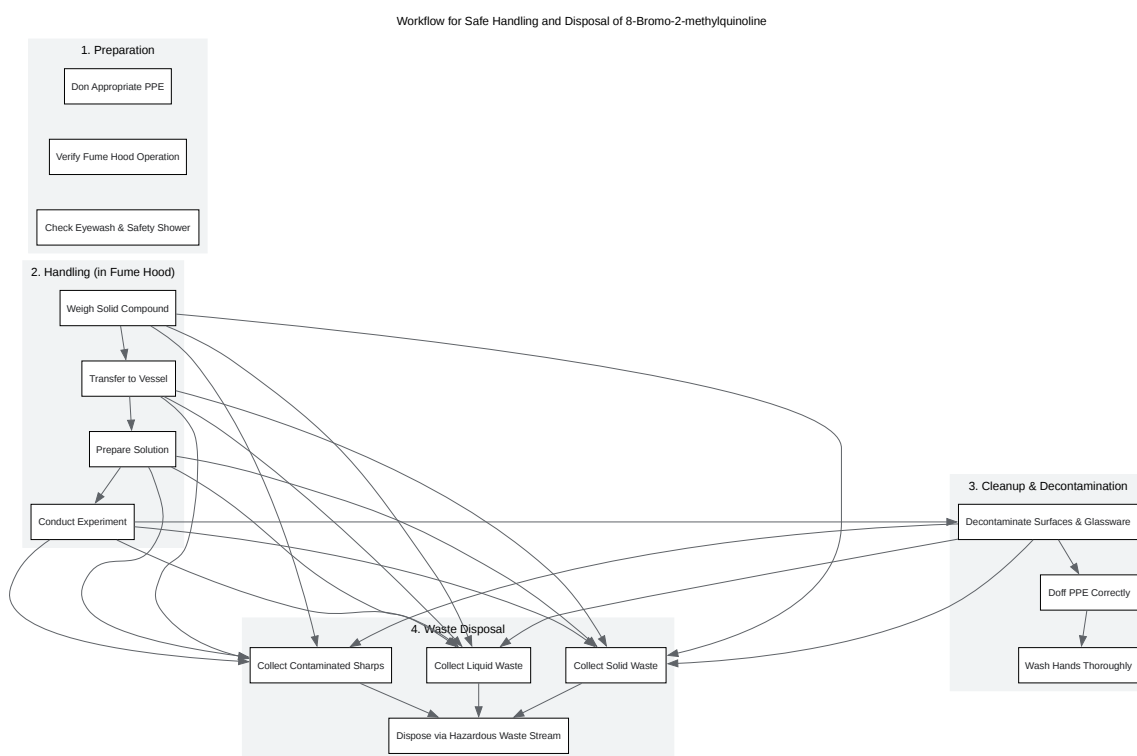 Workflow for Safe Handling and Disposal of 8-Bromo-2-methylquinoline
1. Preparation
Don Appropriate PPE
Verify Fume Hood Operation
Check Eyewash & Safety Shower
2. Handling (in Fume Hood)
Weigh Solid Compound
Transfer to Vessel
Prepare Solution
Conduct Experiment
3. Cleanup & Decontamination
Decontaminate Surfaces & Glassware
Doff PPE Correctly
Wash Hands Thoroughly
4. Waste Disposal
Collect Contaminated Sharps
Collect Liquid Waste
Collect Solid Waste
Dispose via Hazardous Waste Stream